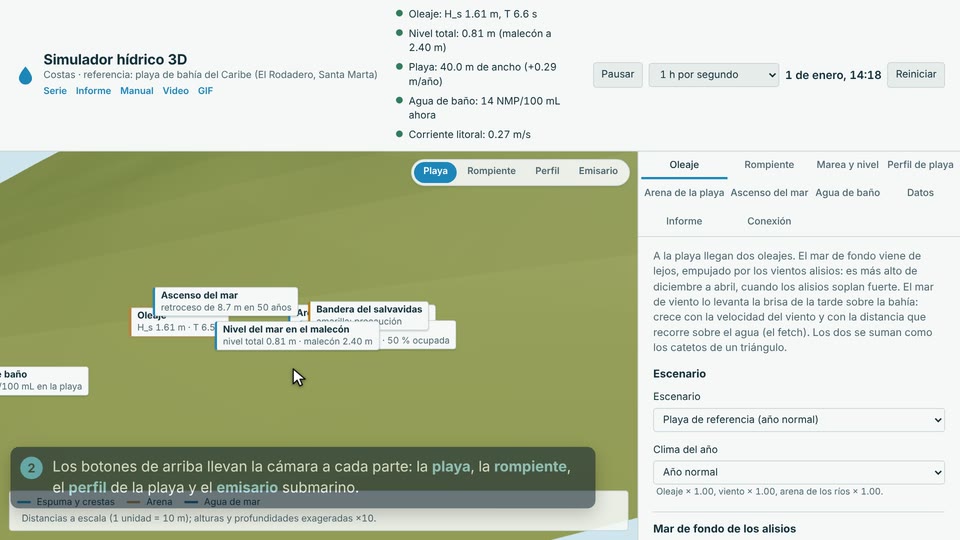 Simulador hídrico 3D
Costas · referencia: playa de bahía del Caribe (El Rodadero, Santa Marta)
Serie Informe Manual Video GIF
Oleaje: H_s 1.61 m, T 6.6 s
Nivel total: 0.81 m (malecón a
2.40 m)
Playa: 40.0 m de ancho (+0.29
m/año)
Agua de baño: 14 NMP/100 mL
ahora
Corriente litoral: 0.27 m/s
Pausar
1 h por segundo
1 de enero, 14:18
Reiniciar
Playa Rompiente Perfil Emisario
Ascenso del mar
retroceso de 8.7 m en 50 años
Oleaje
H_s 1.61 m · T 6.5
Bandera del salvavidas
amarilla: precaución
Nivel del mar en el malecón
nivel total 0.81 m · malecón 2.40 m
· 50 % ocupada
baño
/100 mL en la playa
2
Los botones de arriba llevan la cámara a cada parte: la playa, la rompiente,
el perfil de la playa y el emisario submarino.
Espuma y crestas Arena Agua de mar
Distancias a escala (1 unidad = 10 m); alturas y profundidades exageradas ×10.
Oleaje Rompiente Marea y nivel Perfil de playa
Arena de la playa Ascenso del mar Agua de baño Datos
Informe Conexión
A la playa llegan dos oleajes. El mar de fondo viene de
lejos, empujado por los vientos alisios: es más alto de
diciembre a abril, cuando los alisios soplan fuerte. El mar
de viento lo levanta la brisa de la tarde sobre la bahía:
crece con la velocidad del viento y con la distancia que
recorre sobre el agua (el fetch). Los dos se suman como
los catetos de un triángulo.
Escenario
Escenario
Playa de referencia (año normal)
Clima del año
Año normal
Oleaje × 1.00, viento × 1.00, arena de los ríos × 1.00.
Mar de fondo de los alisios